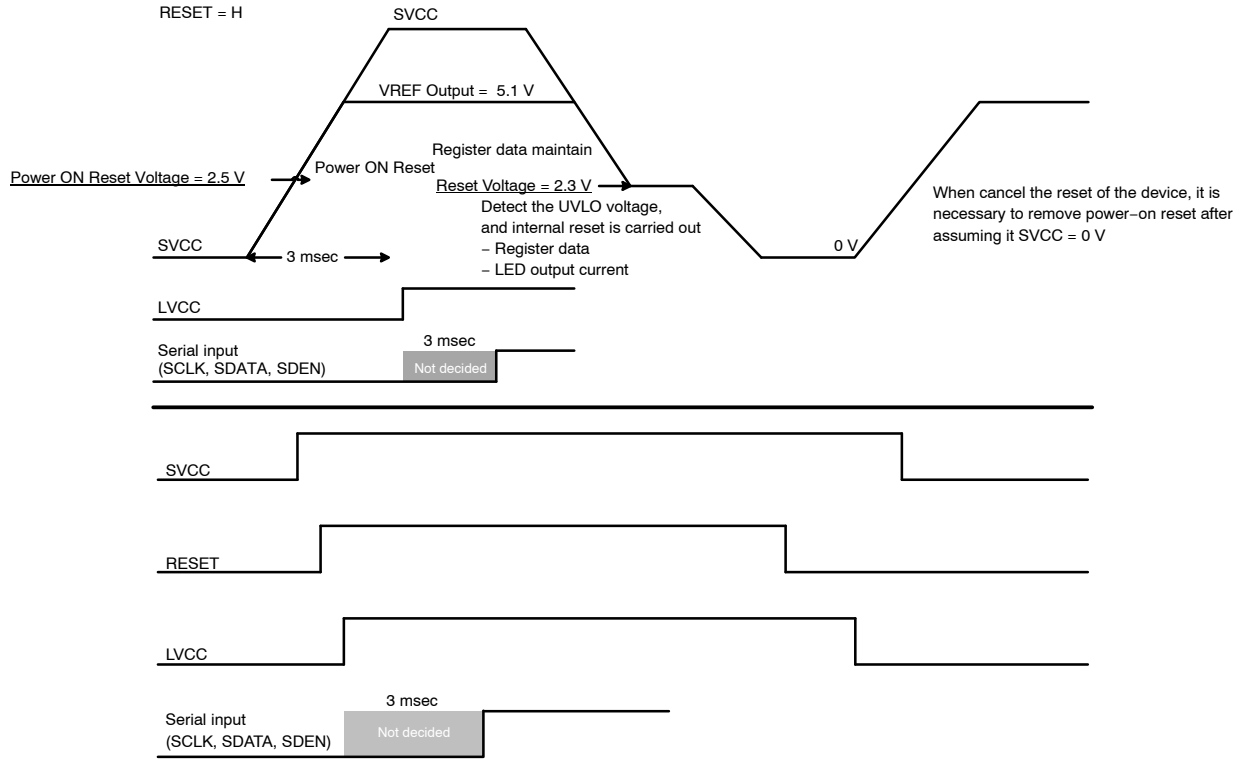 RESET = H
SVCC
VREF Output = 5.1 V
Register data maintain
Power ON Reset
Power ON Reset Voltage = 2.5 V
Reset Voltage = 2.3 V
Detect the UVLO voltage,
and internal reset is carried out
– Register data
– LED output current
When cancel the reset of the device, it is
necessary to remove power–on reset after
assuming it SVCC = 0 V
SVCC
3 msec
0 V
LVCC
3 msec
Serial input
(SCLK, SDATA, SDEN)
Not decided
SVCC
RESET
LVCC
3 msec
Serial input
(SCLK, SDATA, SDEN)
Not decided